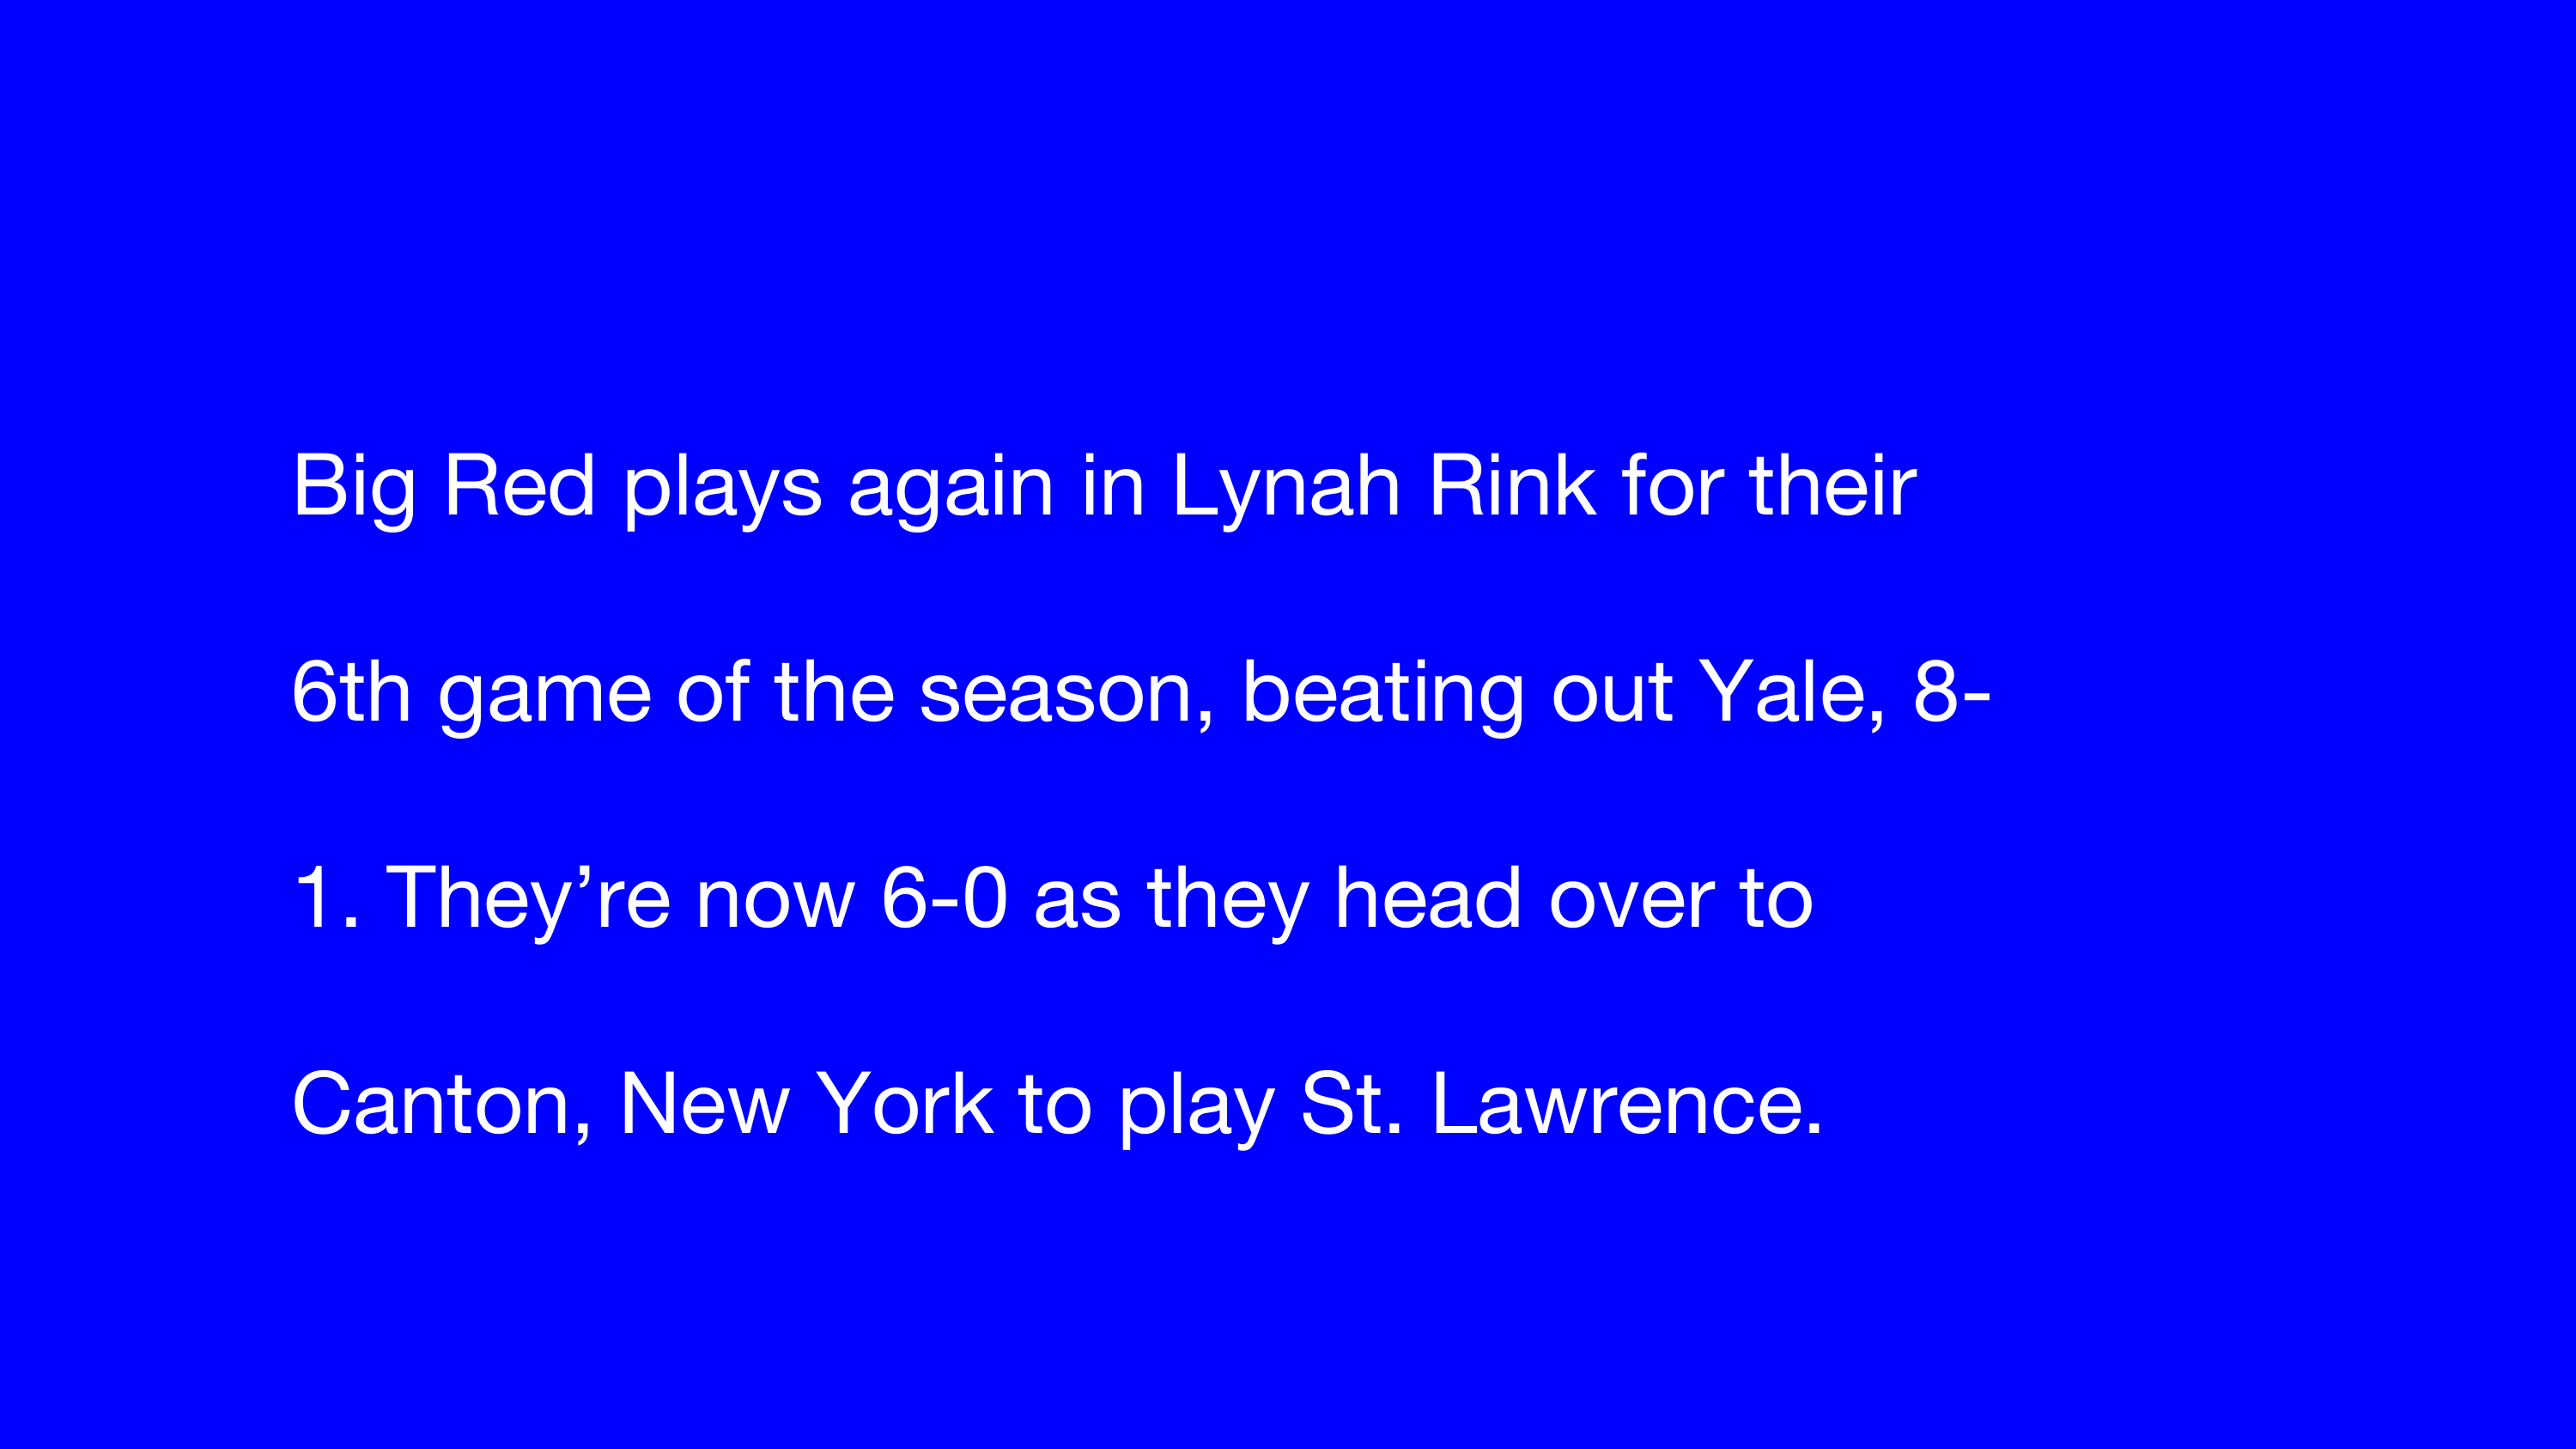 Big Red plays again in Lynah Rink for their
6th game of the season, beating out Yale, 8-
1. They’re now 6-0 as they head over to
Canton, New York to play St. Lawrence.